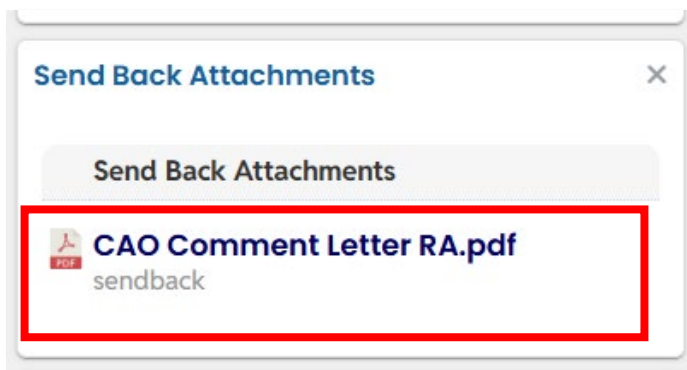 Send Back Attachments
Send Back Attachments
PDF
CAO Comment Letter RA.pdf
sendback